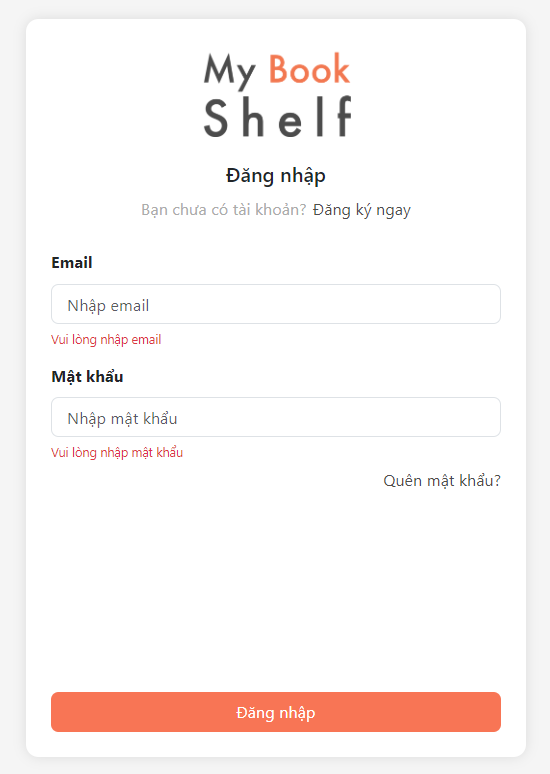 My Book
Shelf
Đăng nhập
Bạn chưa có tài khoản? Đăng ký ngay
Email
Nhập email
Vui lòng nhập email
Mật khẩu
Nhập mật khẩu
Vui lòng nhập mật khẩu
Quên mật khẩu?
Đăng nhập